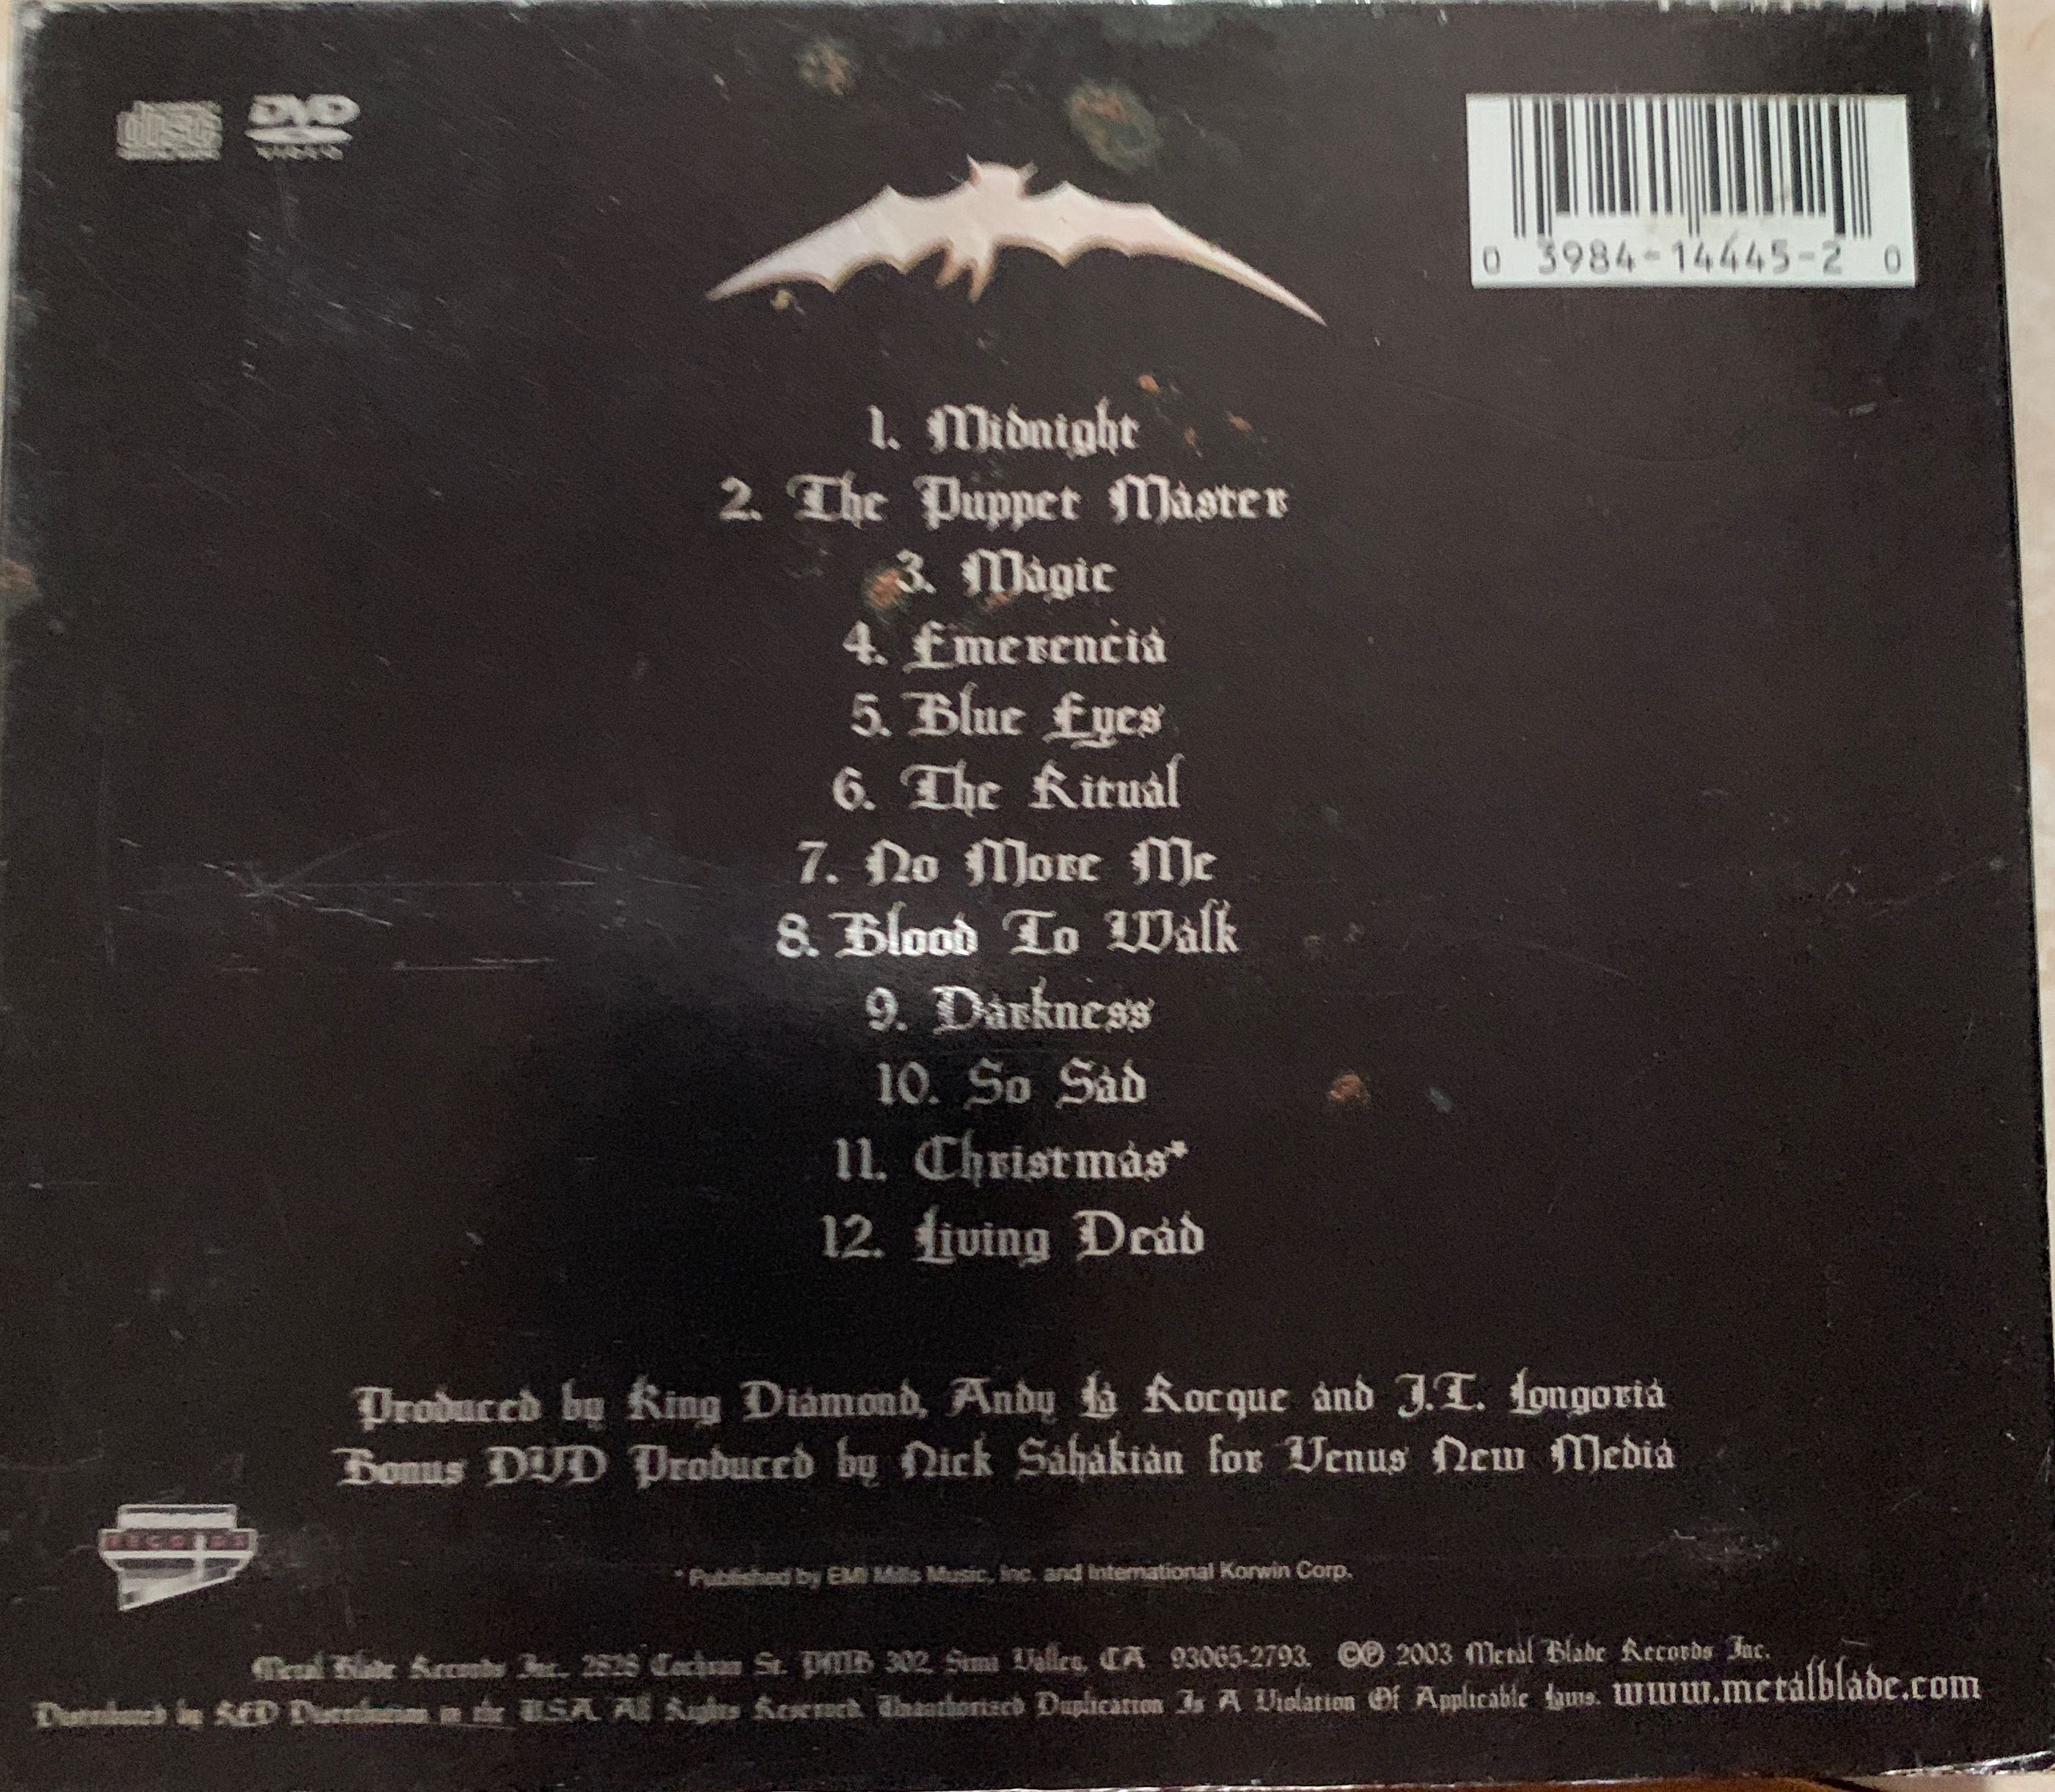 disc
DVD
VIDEO
0 3984-14445-2 0
1. Midnight
2. The Puppet Master
3. Magic
4. Emerencia
5. Blue Eyes
6. The Ritual
7. No More Me
8. Blood To Walk
9. Darkness
10. So Sad
11. Christmas*
12. Living Dead
Produced by King Diamond, Andy La Rocque and J.T. Longoria
Bonus DVD Produced by Nick Sahakian for Venus New Media
RECORDS
* Published by EMI Mills Music, Inc. and International Korwin Corp.
Metal Blade Records Inc. 2828 Cochran St. PMB 302, Simi Valley, CA 93065-2793. ©℗ 2003 Metal Blade Records Inc.
Distributed by RED Distribution in the U.S.A. All Rights Reserved. Unauthorized Duplication Is A Violation Of Applicable Laws. www.metalblade.com